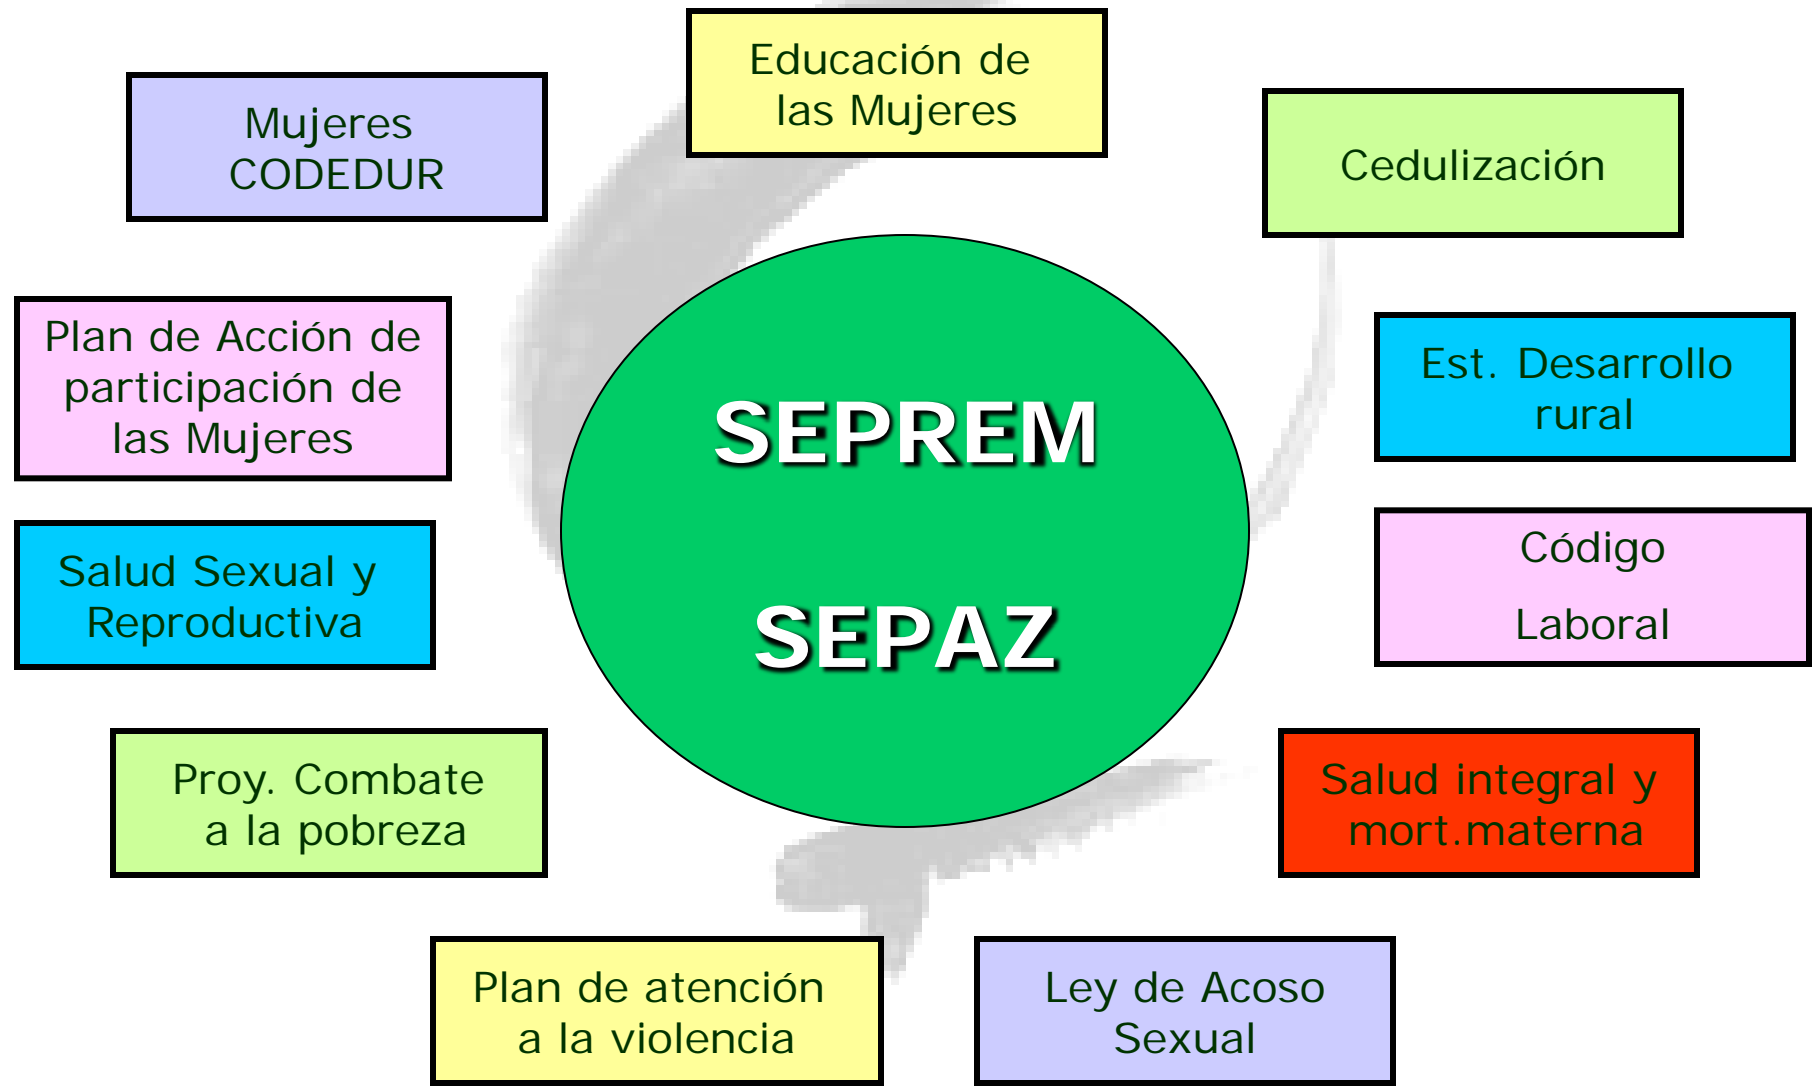 Educación de
las Mujeres
Mujeres
CODEDUR
Cedulización
Plan de Acción de
participación de
las Mujeres
Est. Desarrollo
rural
SEPREM
SEPAZ
Salud Sexual y
Reproductiva
Código
Laboral
Proy. Combate
a la pobreza
Salud integral y
mort.materna
Plan de atención
a la violencia
Ley de Acoso
Sexual